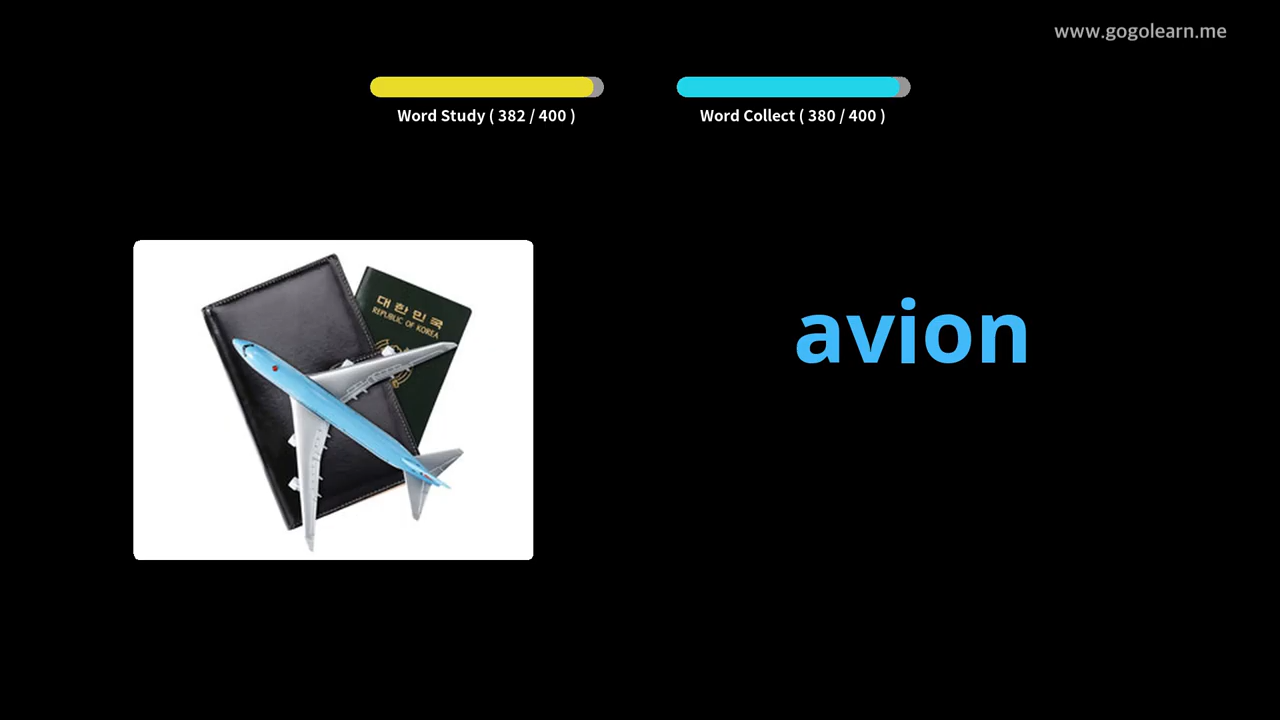 www.gogolearn.me
Word Study ( 382 / 400 )
Word Collect ( 380 / 400 )
대한민국
REPUBLIC OF KOREA
avion